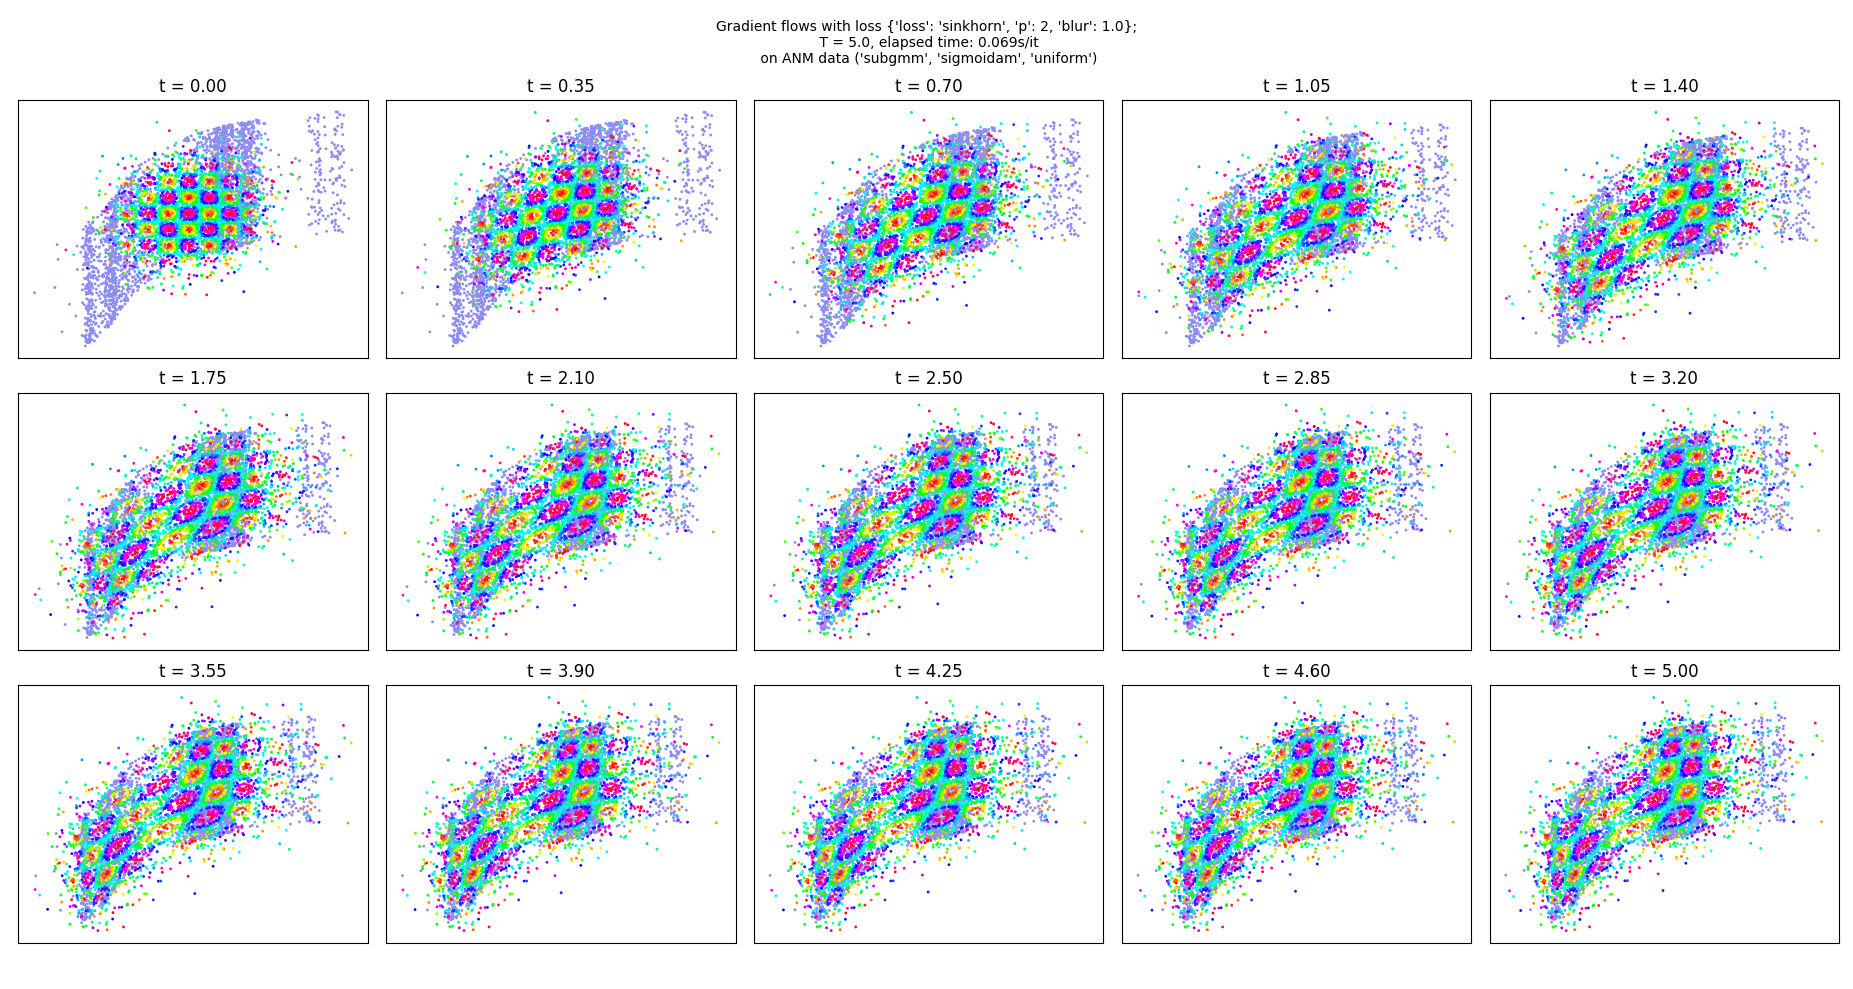 Gradient flows with loss {'loss': 'sinkhorn', 'p': 2, 'blur': 1.0};
T = 5.0, elapsed time: 0.069s/it
on ANM data ('subgmm', 'sigmoidam', 'uniform')
t = 0.00
t = 0.35
t = 0.70
t = 1.05
t = 1.40
t = 1.75
t = 2.10
t = 2.50
t = 2.85
t = 3.20
t = 3.55
t = 3.90
t = 4.25
t = 4.60
t = 5.00